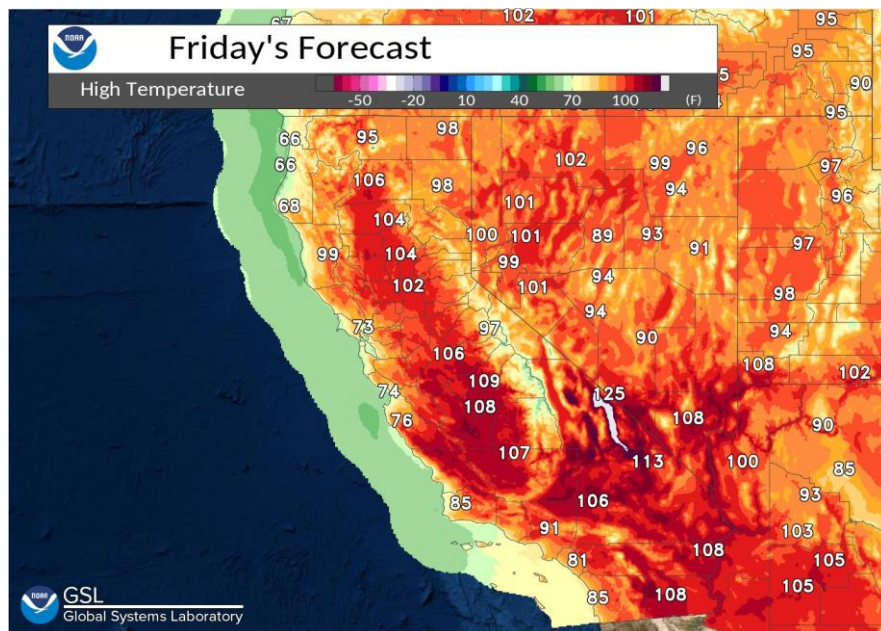 67 102 101 95
NOAA
Friday's Forecast
95
High Temperature
-50 -20 10 40 70 100 (F)
90
95
66 95 98 96
66 102 99 97
106 98 94 96
68 104 101
99 104 100 101 89 93 91 97
99
102 101 94 98
73 97 94 90 94
106 108 102
109
74 108 125 108 90
76
107 113 100 85
85 106 93
91 103
81 108 105
85 108 105
NOAA
GSL
Global Systems Laboratory